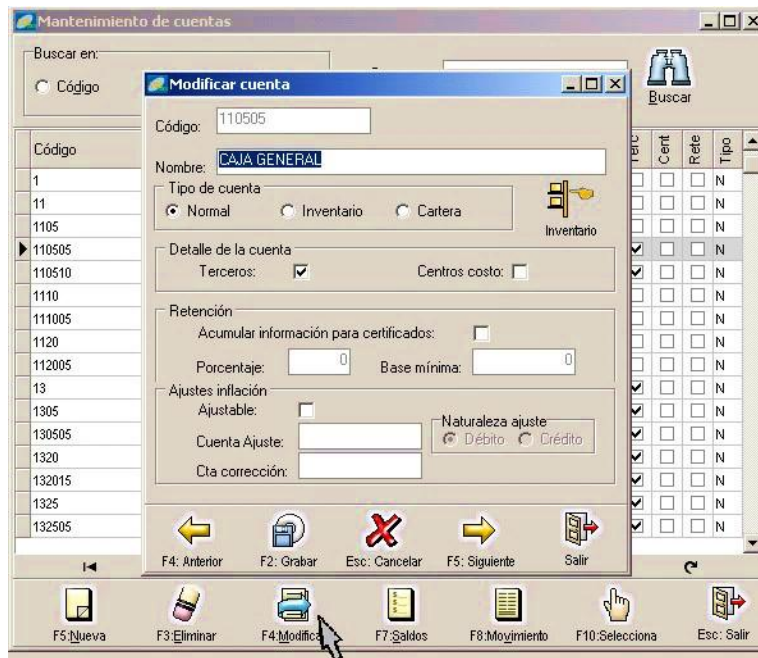 Mantenimiento de cuentas
Buscar en:
Código
Buscar
Modificar cuenta
Código: 110505
Nombre: CAJA GENERAL
Tipo de cuenta
Normal Inventario Cartera
Inventario
Detalle de la cuenta
Terceros: Centros costo:
Retención
Acumular información para certificados:
Porcentaje: 0 Base mínima: 0
Ajustes inflación
Ajustable:
Naturaleza ajuste
Débito Crédito
Cuenta Ajuste:
Cta corrección:
F4: Anterior F2: Grabar Esc: Cancelar F5: Siguiente Salir
Código Cent Rete Tipo
1 N
11 N
1105 N
110505 N
110510 N
1110 N
111005 N
1120 N
112005 N
13 N
1305 N
130505 N
1320 N
132015 N
1325 N
132505 N
F5:Nueva F3:Eliminar F4:Modifica F7:Saldos F8:Movimiento F10:Selecciona Esc: Salir